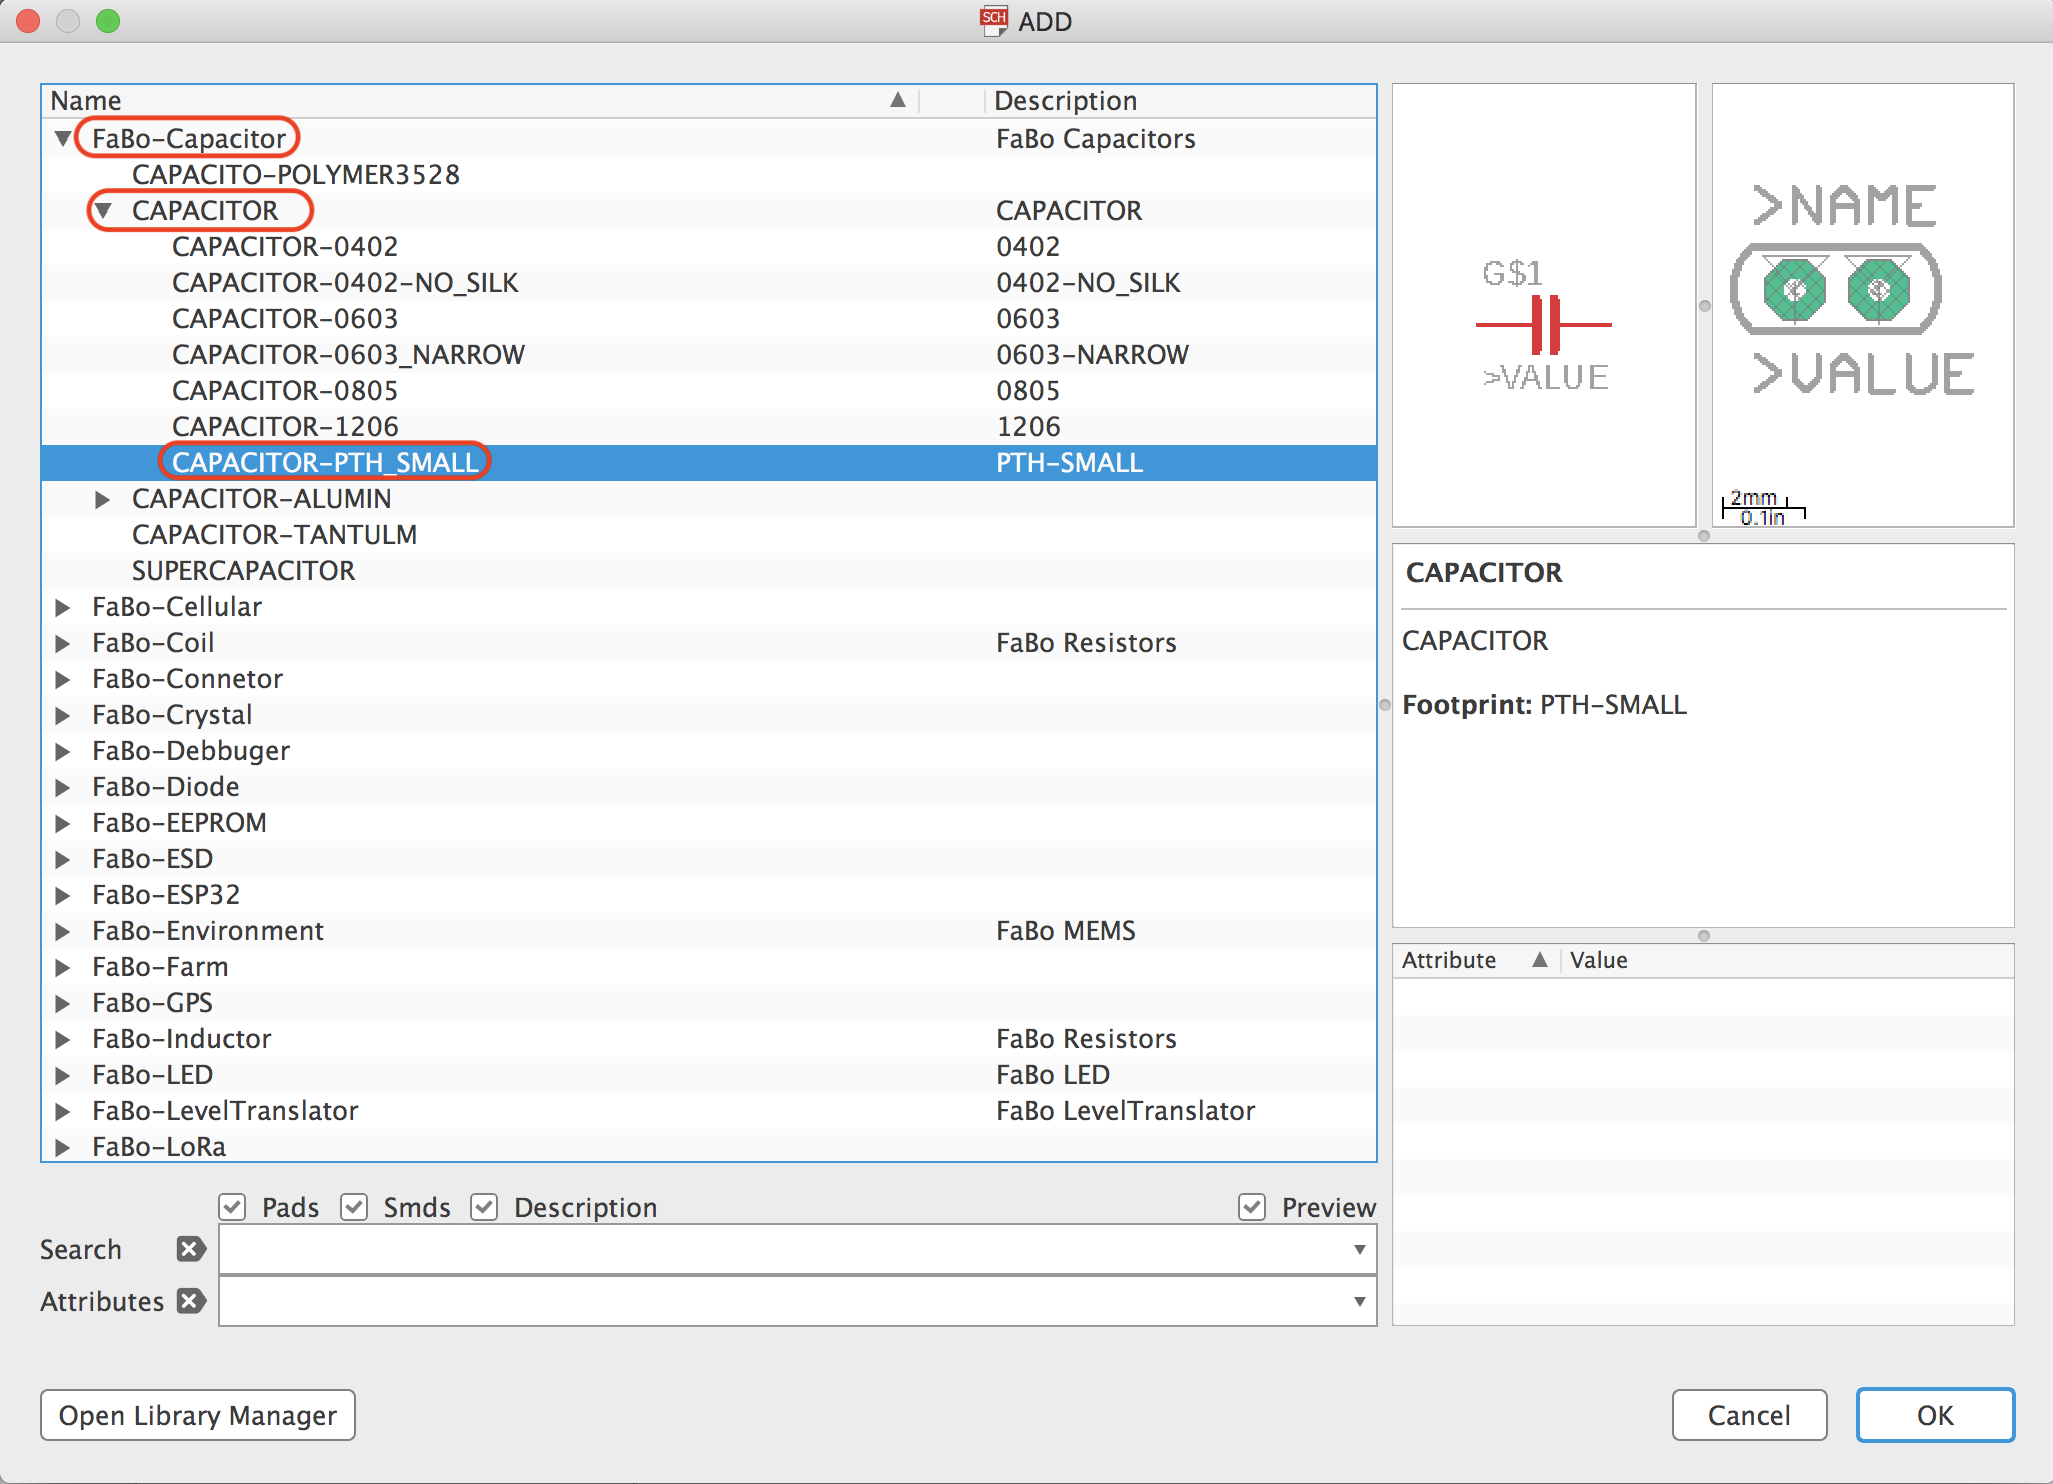 SCH ADD
Name Description
FaBo-Capacitor FaBo Capacitors
CAPACITO-POLYMER3528
CAPACITOR CAPACITOR
CAPACITOR-0402 0402
CAPACITOR-0402-NO_SILK 0402-NO_SILK
CAPACITOR-0603 0603
CAPACITOR-0603_NARROW 0603-NARROW
CAPACITOR-0805 0805
CAPACITOR-1206 1206
CAPACITOR-PTH_SMALL PTH-SMALL
CAPACITOR-ALUMIN
CAPACITOR-TANTULM
SUPERCAPACITOR
FaBo-Cellular
FaBo-Coil FaBo Resistors
FaBo-Connetor
FaBo-Crystal
FaBo-Debbuger
FaBo-Diode
FaBo-EEPROM
FaBo-ESD
FaBo-ESP32
FaBo-Environment FaBo MEMS
FaBo-Farm
FaBo-GPS
FaBo-Inductor FaBo Resistors
FaBo-LED FaBo LED
FaBo-LevelTranslator FaBo LevelTranslator
FaBo-LoRa
Pads Smds Description Preview
Search
Attributes
Open Library Manager
G$1
>VALUE
>NAME
>VALUE
2mm
0.1in
CAPACITOR
CAPACITOR
Footprint: PTH-SMALL
Attribute Value
Cancel OK